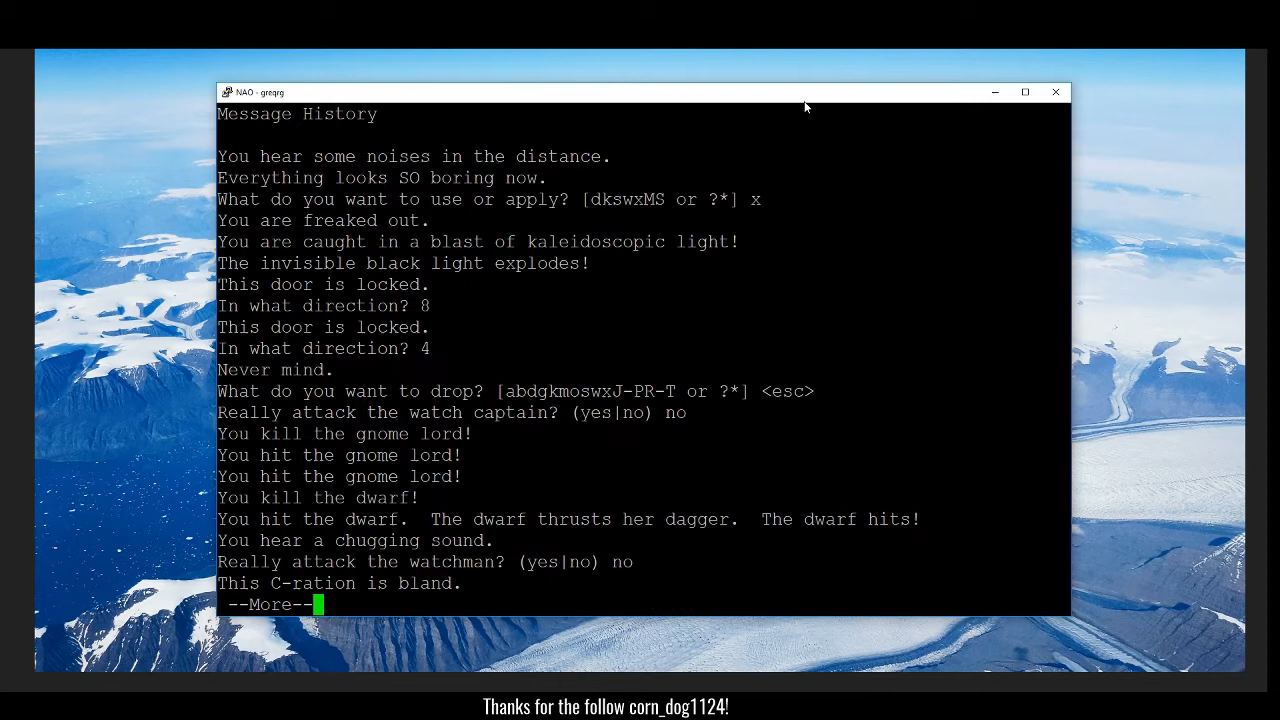 NAO - greqrg
Message History
You hear some noises in the distance.
Everything looks SO boring now.
What do you want to use or apply? [dkswxMS or ?*] x
You are freaked out.
You are caught in a blast of kaleidoscopic light!
The invisible black light explodes!
This door is locked.
In what direction? 8
This door is locked.
In what direction? 4
Never mind.
What do you want to drop? [abdgkmoswxJ-PR-T or ?*] <esc>
Really attack the watch captain? (yes|no) no
You kill the gnome lord!
You hit the gnome lord!
You hit the gnome lord!
You kill the dwarf!
You hit the dwarf.  The dwarf thrusts her dagger.  The dwarf hits!
You hear a chugging sound.
Really attack the watchman? (yes|no) no
This C-ration is bland.
--More--
Thanks for the follow corn_dog1124!